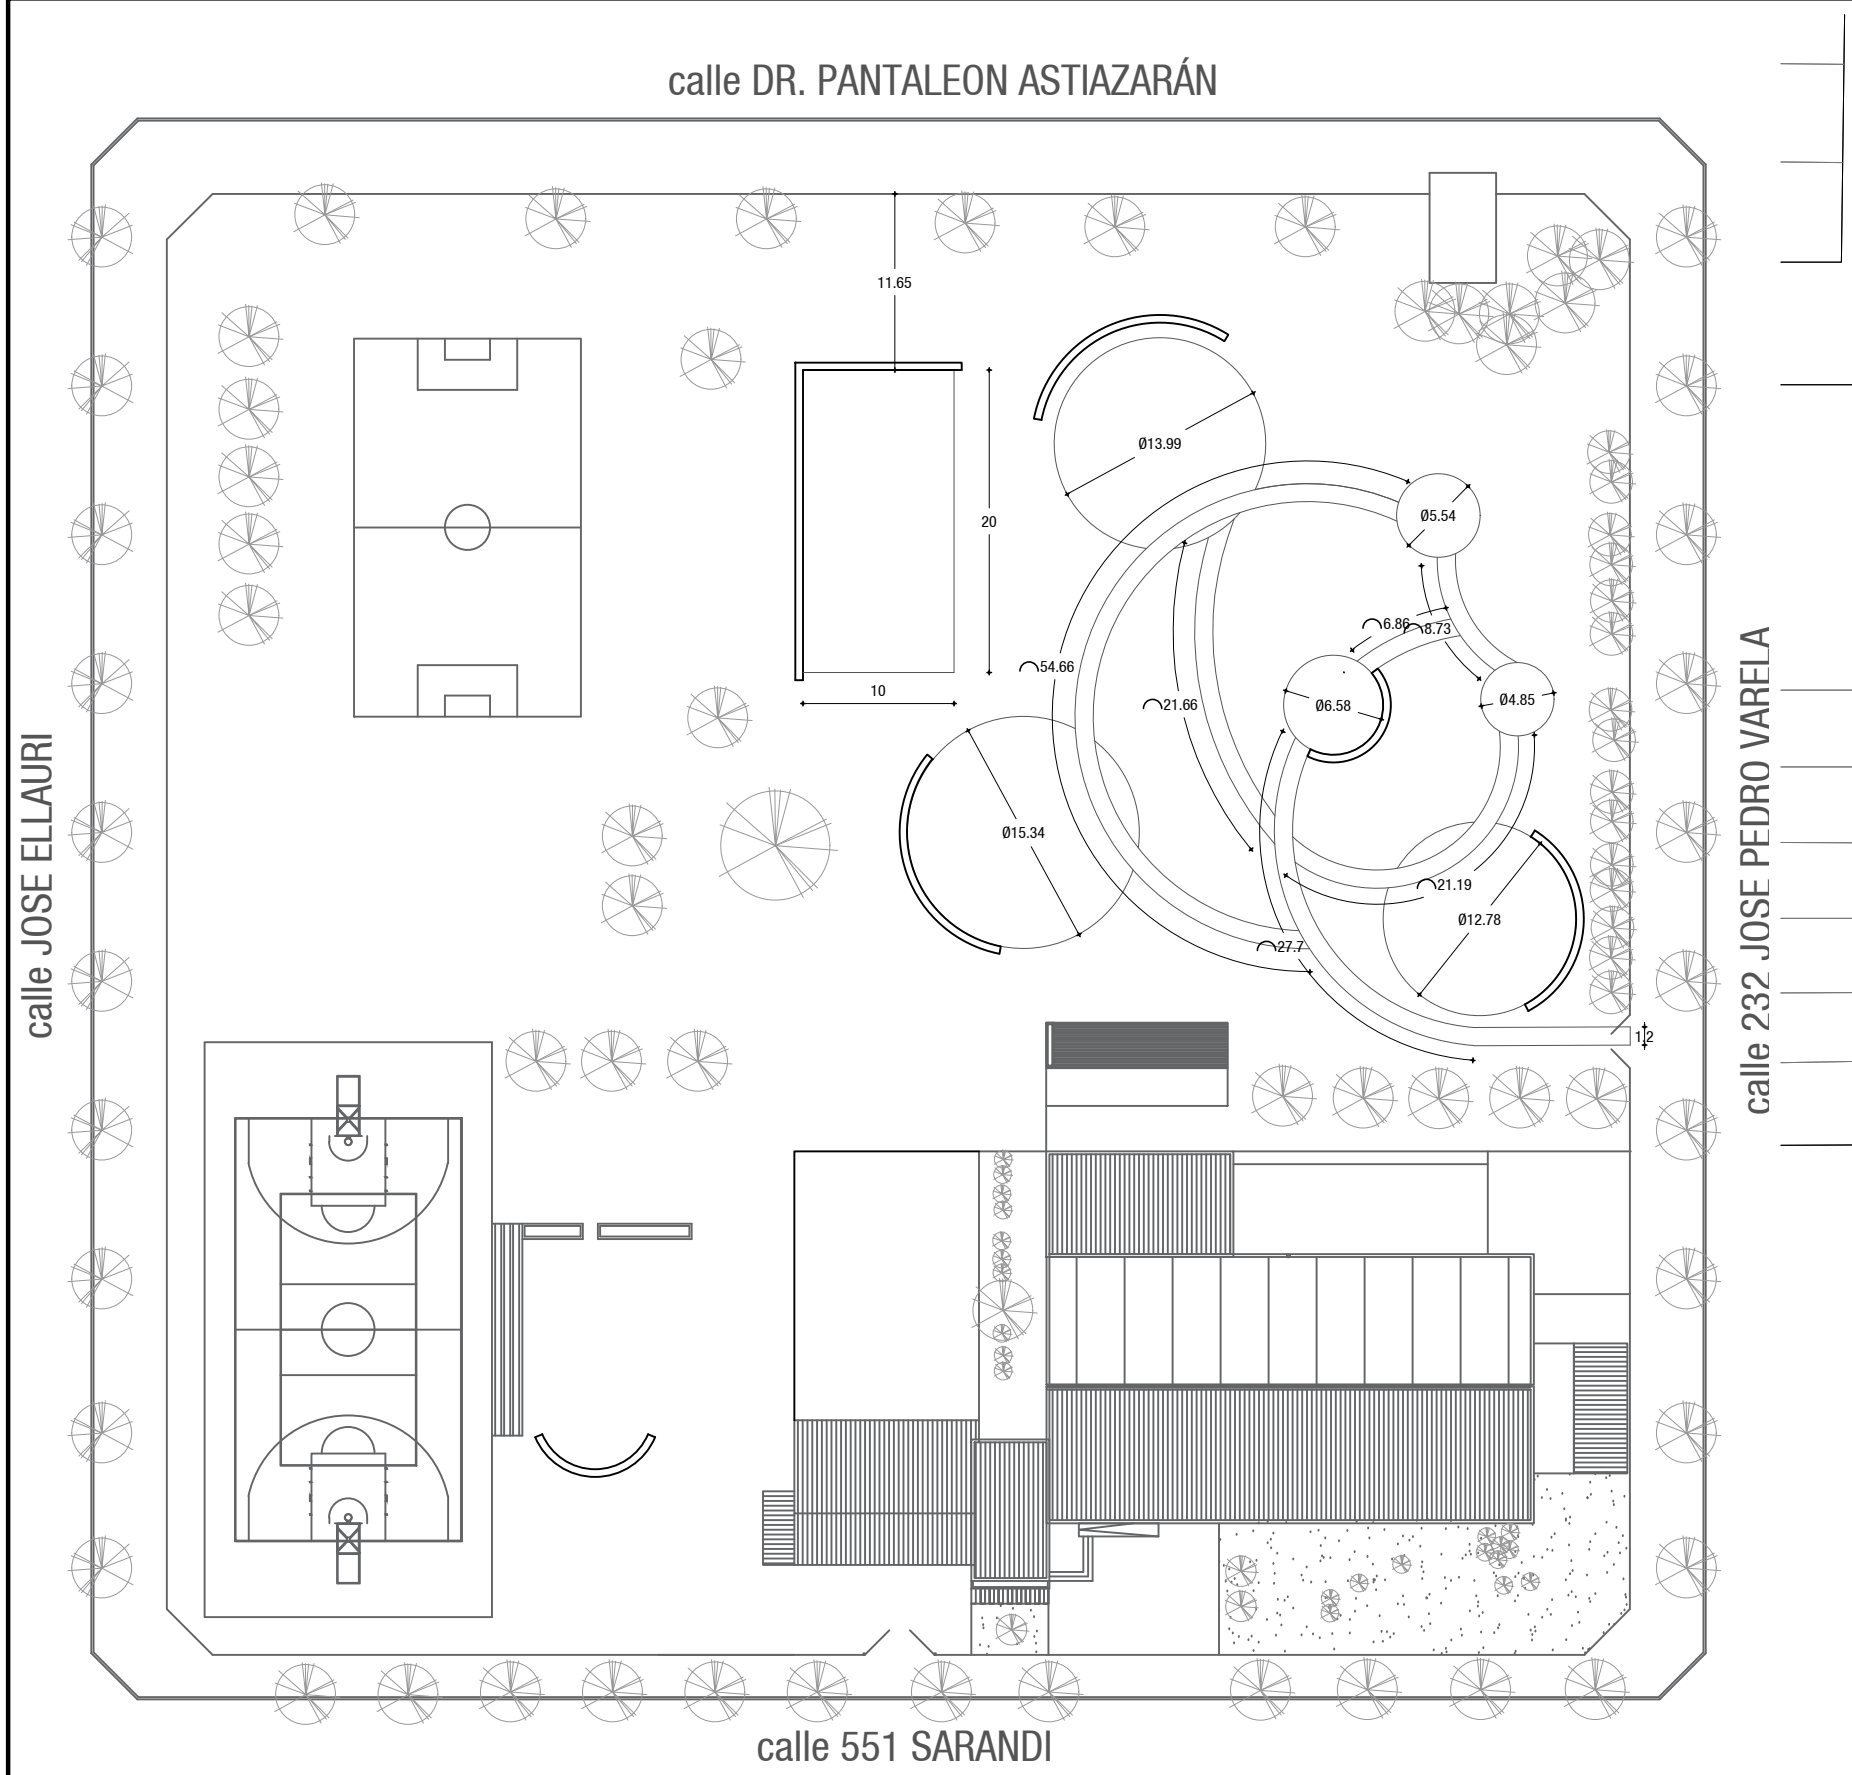 calle DR. PANTALEON ASTIAZARÁN
11.65
Ø13.99
Ø5.54
20
6.86
8.73
54.66
10
21.66
Ø6.58
Ø4.85
Ø15.34
21.19
Ø12.78
27.7
1.2
calle JOSE ELLAURI
calle 232 JOSE PEDRO VARELA
calle 551 SARANDI